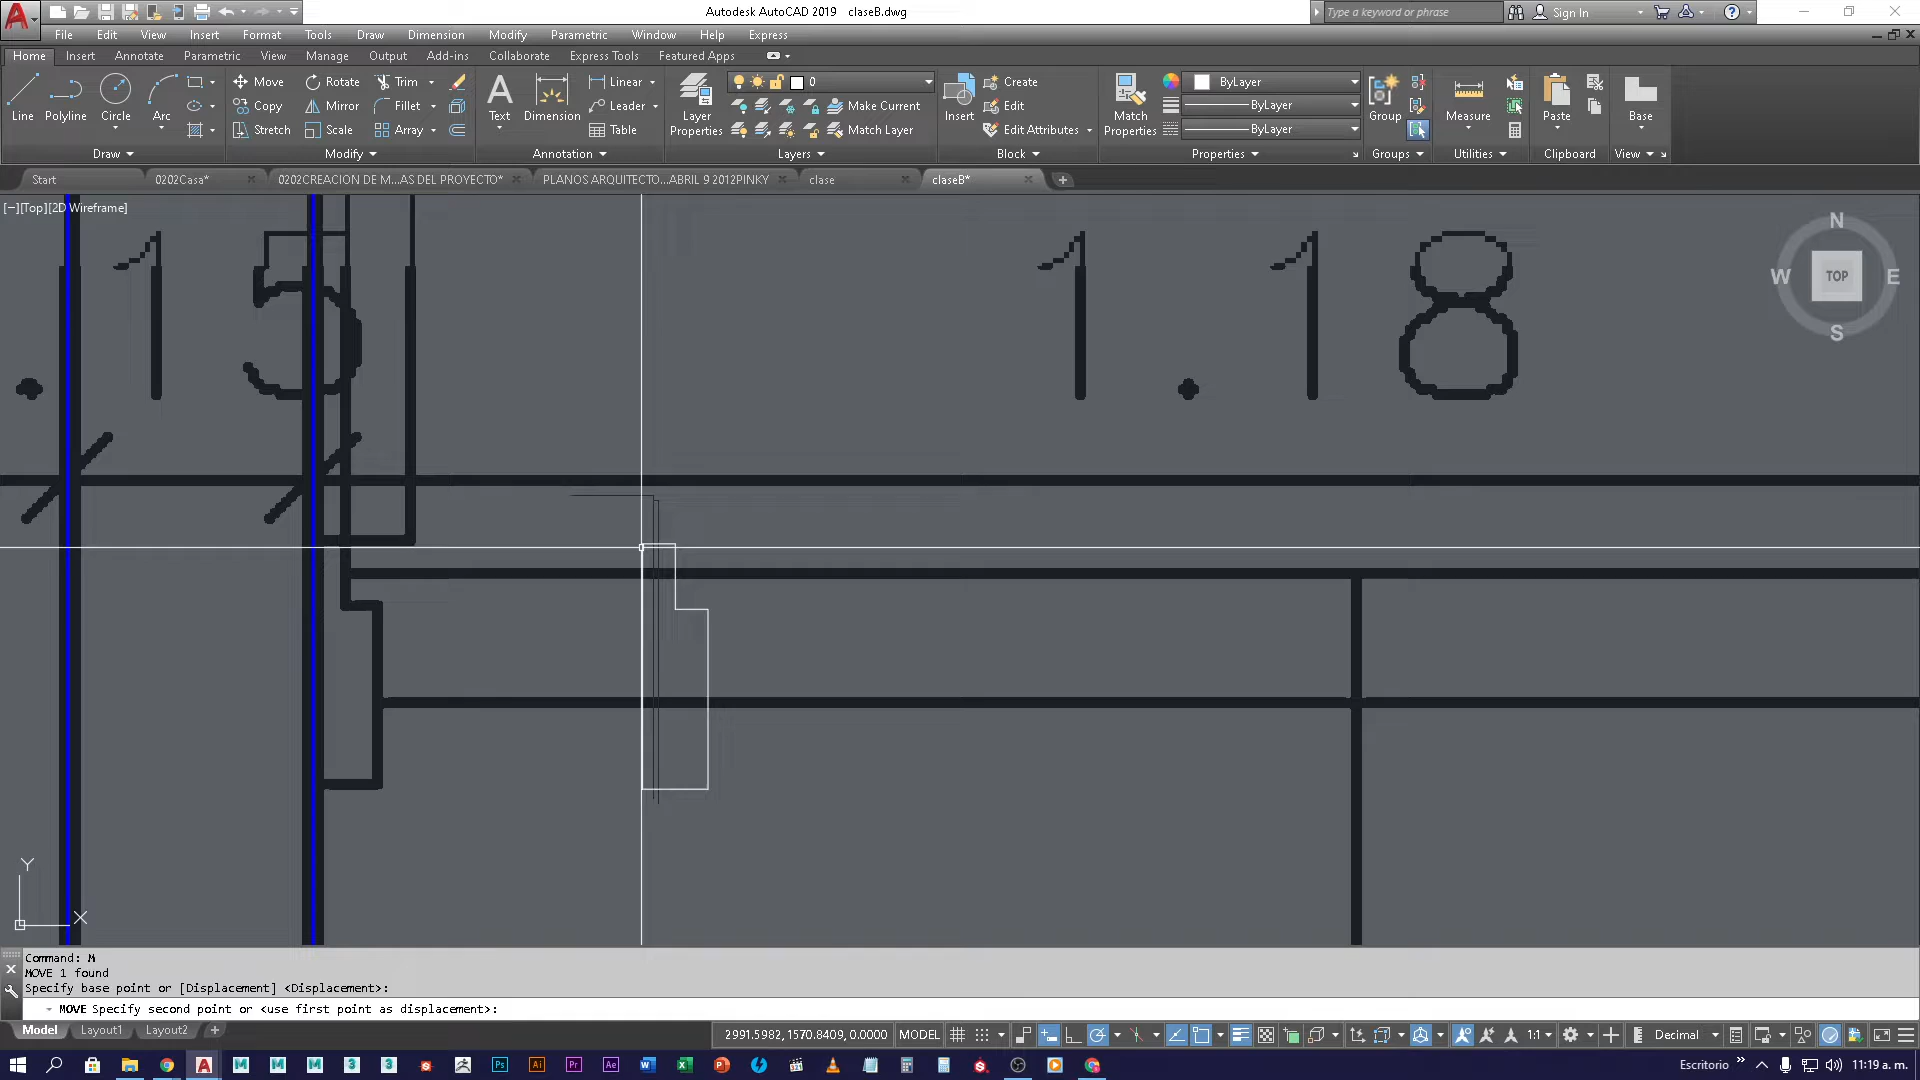 Autodesk AutoCAD 2019 claseB.dwg
Type a keyword or phrase
Sign In
File Edit View Insert Format Tools Draw Dimension Modify Parametric Window Help Express
Home Insert Annotate Parametric View Manage Output Add-ins Collaborate Express Tools Featured Apps
Line Polyline Circle Arc
Move Rotate Trim
Copy Mirror Fillet
Stretch Scale Array
Text Dimension
Linear
Leader
Table
Layer Properties
0
Make Current
Match Layer
Insert
Create
Edit
Edit Attributes
Match Properties
ByLayer
ByLayer
ByLayer
Group
Measure
Paste
Base
Draw Modify Annotation Layers Block Properties Groups Utilities Clipboard View
Start 0202Casa* 0202CREACION DE M...AS DEL PROYECTO* PLANOS ARQUITECTO...ABRIL 9 2012PINKY clase claseB*
[−][Top][2D Wireframe]
.15 1.18
N
W TOP E
S
Y
X
Command: M
MOVE 1 found
Specify base point or [Displacement] <Displacement>:
MOVE Specify second point or <use first point as displacement>:
Model Layout1 Layout2
2991.5982, 1570.8409, 0.0000 MODEL 1:1 Decimal
Escritorio 11:19 a. m.